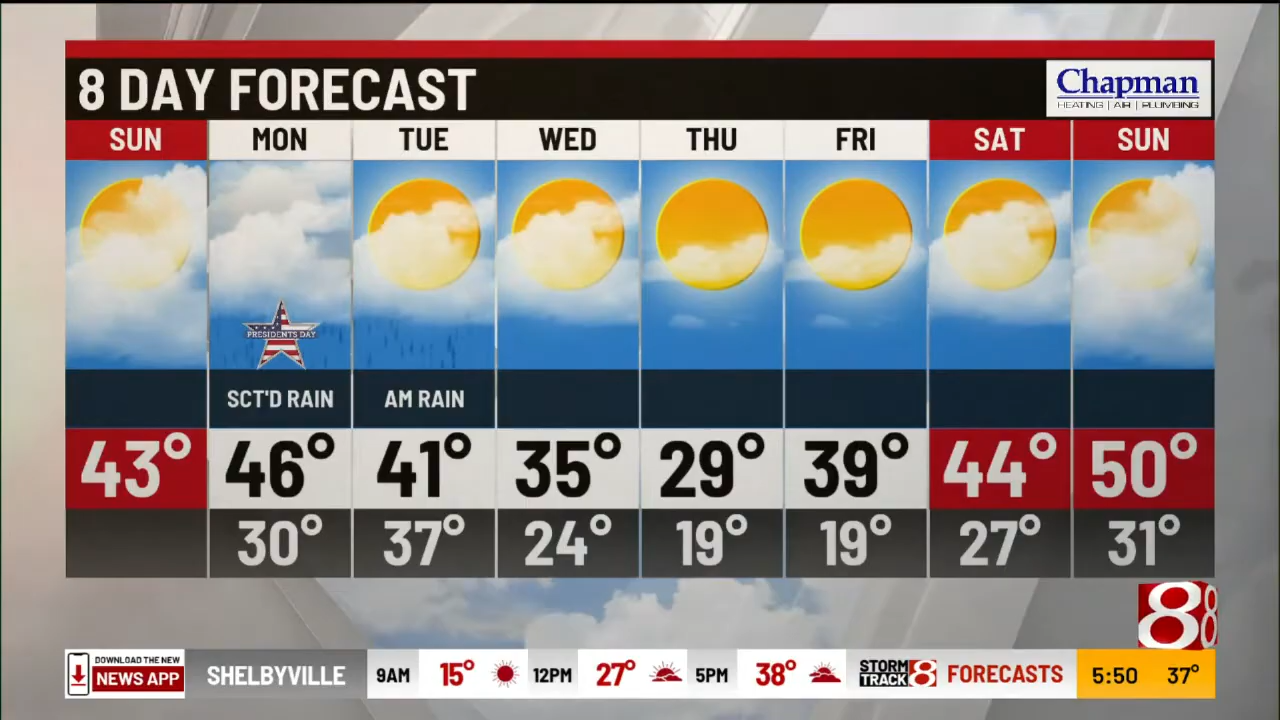 8 DAY FORECAST
Chapman
HEATING | AIR | PLUMBING
SUN MON TUE WED THU FRI SAT SUN
PRESIDENTS DAY
SCT'D RAIN AM RAIN
43° 46° 41° 35° 29° 39° 44° 50°
30° 37° 24° 19° 19° 27° 31°
8 8
DOWNLOAD THE NEW
NEWS APP
SHELBYVILLE 9AM 15° 12PM 27° 5PM 38°
STORM
TRACK 8
FORECASTS
5:50 37°